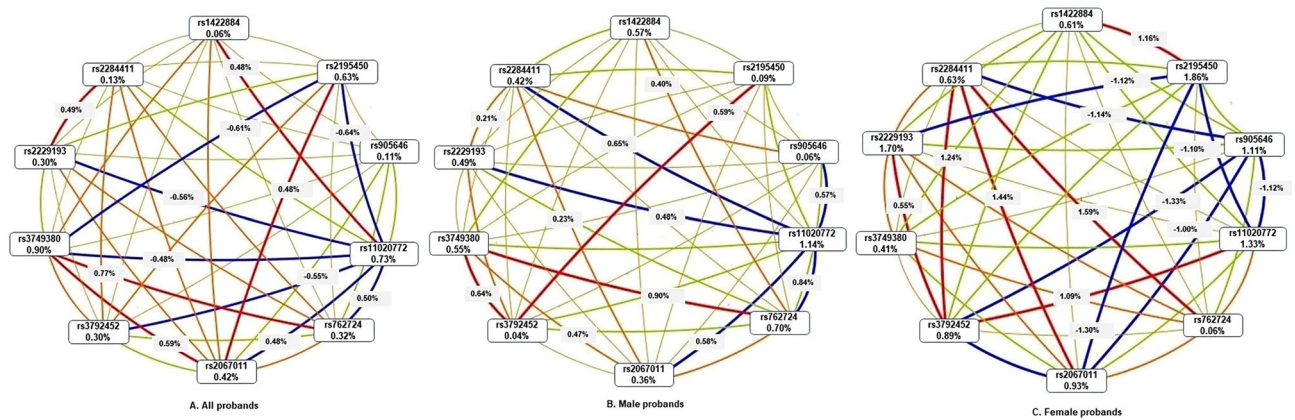 rs1422884
0.06%
rs2284411
0.13%
0.48%
rs2195450
0.63%
0.49%
-0.61%
-0.64%
rs2229193
0.30%
rs905646
0.11%
-0.56%
0.48%
rs3749380
0.90%
-0.48%
rs11020772
0.73%
0.77%
-0.55%
0.50%
rs3792452
0.30%
rs762724
0.32%
0.59%
0.48%
rs2067011
0.42%
A. All probands
rs1422884
0.57%
rs2284411
0.42%
0.40%
rs2195450
0.09%
0.21%
0.59%
0.65%
rs2229193
0.49%
rs905646
0.06%
0.57%
0.23%
0.48%
rs3749380
0.55%
rs11020772
1.14%
0.64%
0.90%
0.84%
rs3792452
0.04%
rs762724
0.70%
0.47%
0.58%
rs2067011
0.36%
B. Male probands
rs1422884
0.61%
1.16%
rs2284411
0.63%
-1.12%
rs2195450
1.86%
-1.14%
rs2229193
1.70%
1.24%
-1.10%
rs905646
1.11%
-1.12%
0.55%
1.44%
1.59%
-1.33%
-1.00%
rs3749380
0.41%
rs11020772
1.33%
1.09%
rs3792452
0.89%
-1.30%
rs762724
0.06%
rs2067011
0.93%
C. Female probands